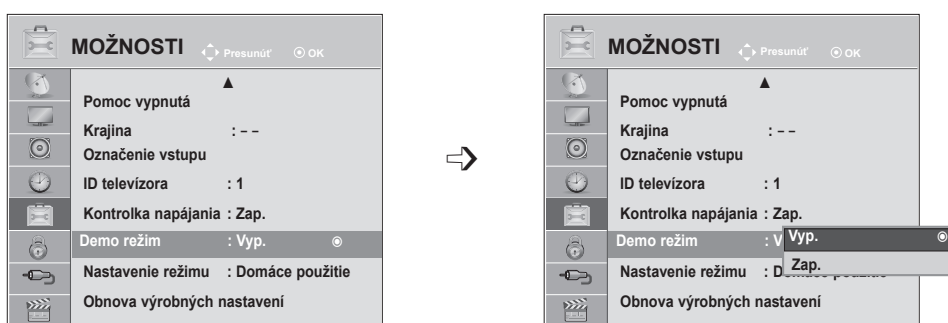 MOŽNOSTI Presunúť OK
Pomoc vypnutá
Krajina : – –
Označenie vstupu
ID televízora : 1
Kontrolka napájania : Zap.
Demo režim : Vyp.
Nastavenie režimu : Domáce použitie
Obnova výrobných nastavení
MOŽNOSTI Presunúť OK
Pomoc vypnutá
Krajina : – –
Označenie vstupu
ID televízora : 1
Kontrolka napájania : Zap.
Demo režim : V
Vyp.
Zap.
Nastavenie režimu : Domáce použitie
Obnova výrobných nastavení